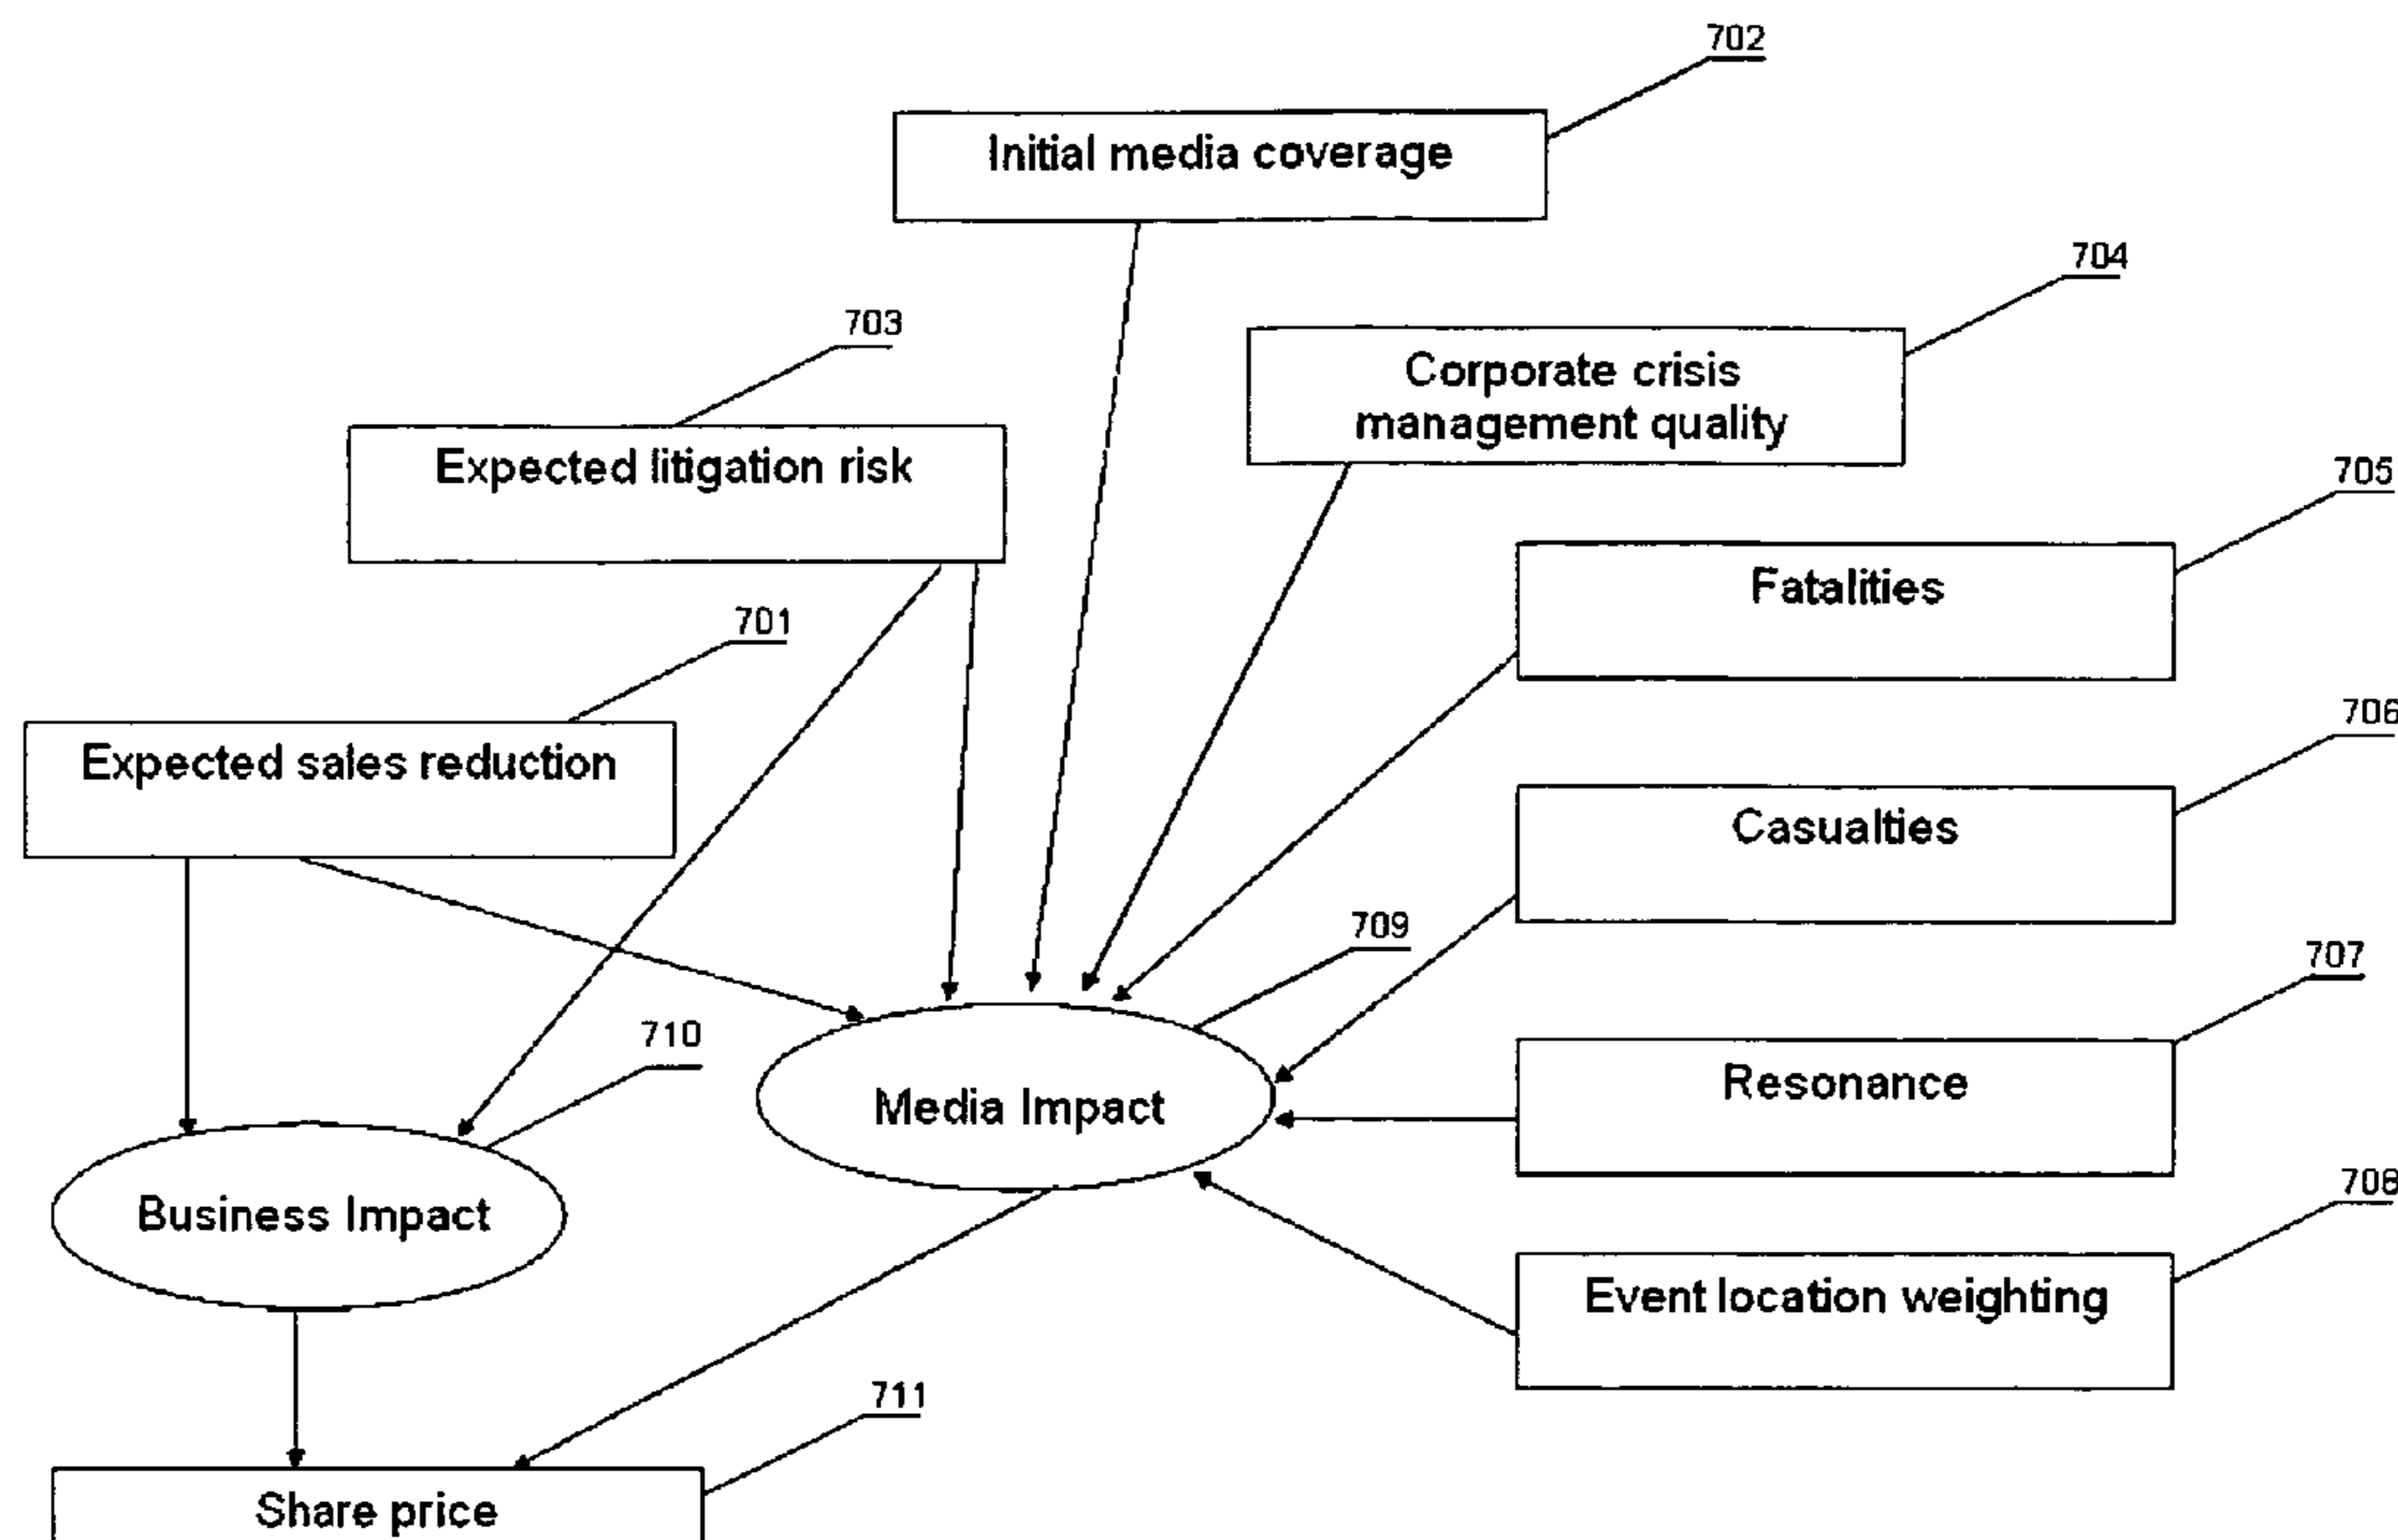 702
Initial media coverage
704
703
Corporate crisis
management quality
Expected litigation risk
705
Fatalities
701
706
Expected sales reduction
Casualties
709
707
710
Resonance
Media Impact
708
Business Impact
Event location weighting
711
Share price